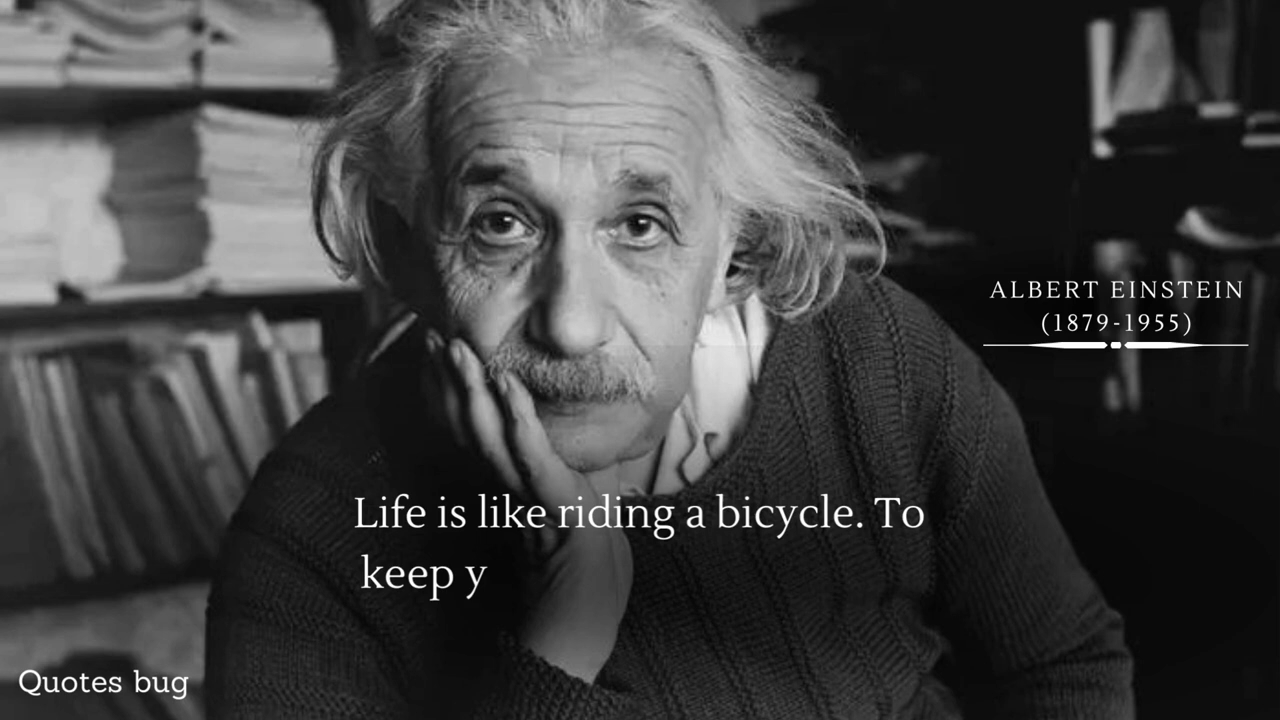 ALBERT EINSTEIN
(1879-1955)
Life is like riding a bicycle. To
keep y
Quotes bug